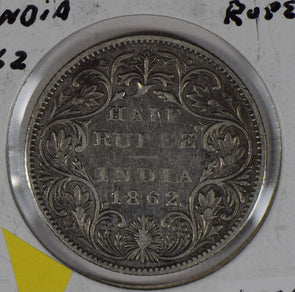 NDiA RUPE
62
HALF
RUPEE
INDIA
1862